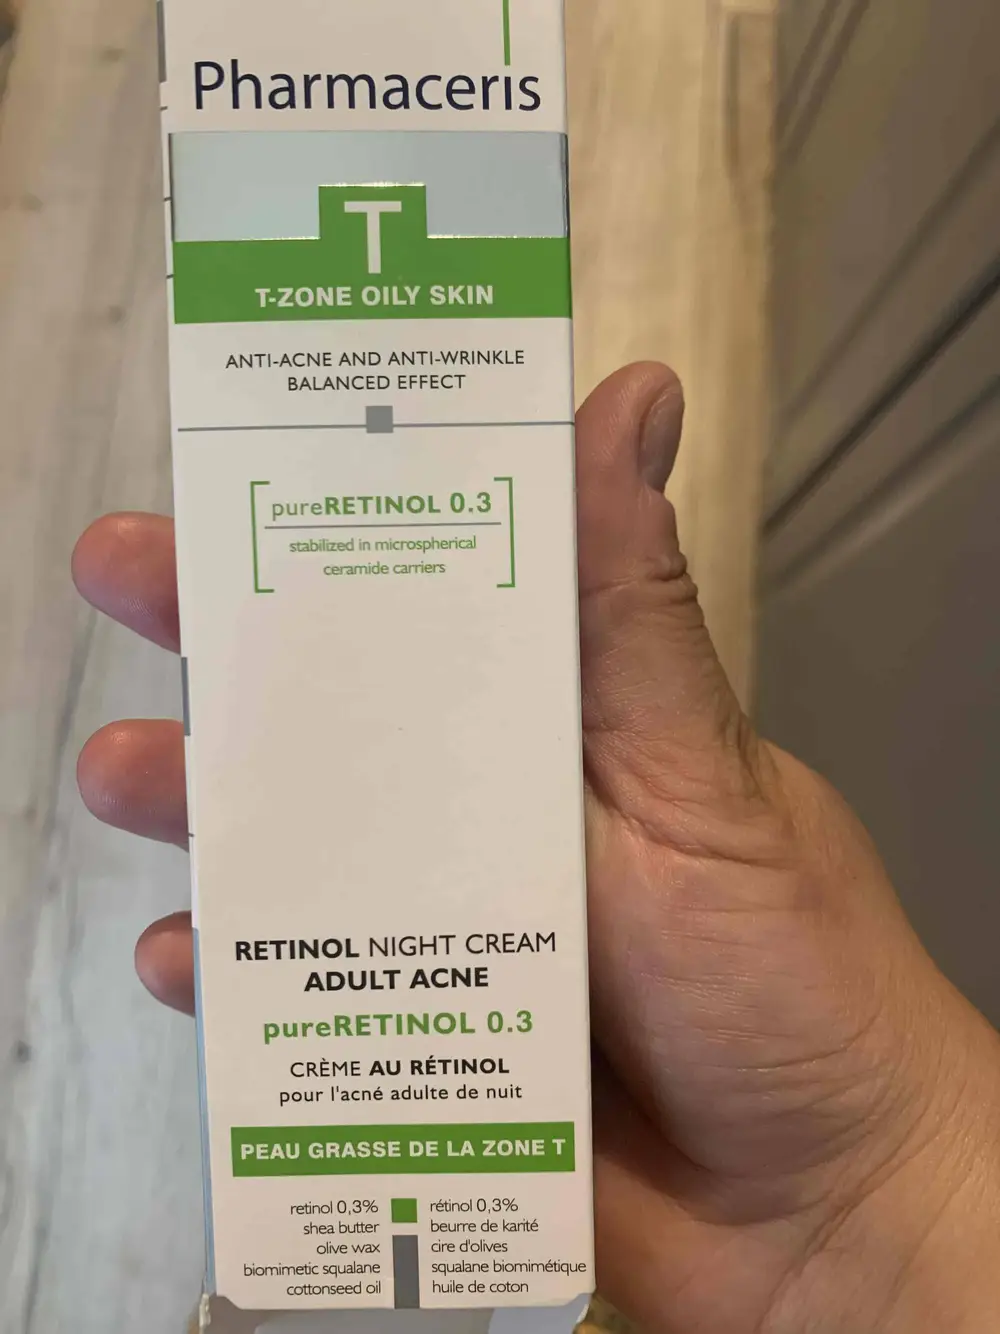 Pharmaceris
T
T-ZONE OILY SKIN
ANTI-ACNE AND ANTI-WRINKLE
BALANCED EFFECT
pureRETINOL 0.3
stabilized in microspherical
ceramide carriers
RETINOL NIGHT CREAM
ADULT ACNE
pureRETINOL 0.3
CRÈME AU RÉTINOL
pour l'acné adulte de nuit
PEAU GRASSE DE LA ZONE T
retinol 0,3%
shea butter
olive wax
biomimetic squalane
cottonseed oil
rétinol 0,3%
beurre de karité
cire d'olives
squalane biomimétique
huile de coton